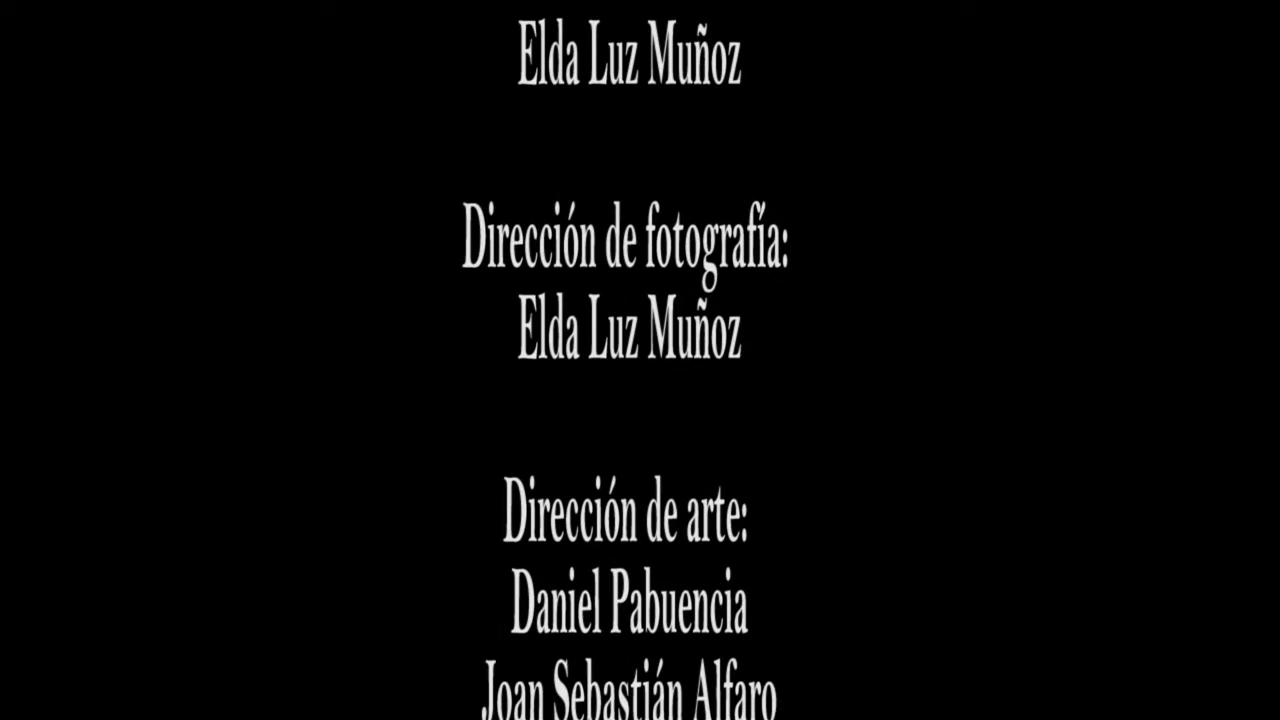 Elda Luz Muñoz
Dirección de fotografía:
Elda Luz Muñoz
Dirección de arte:
Daniel Pabuencia
Joan Sebastián Alfaro